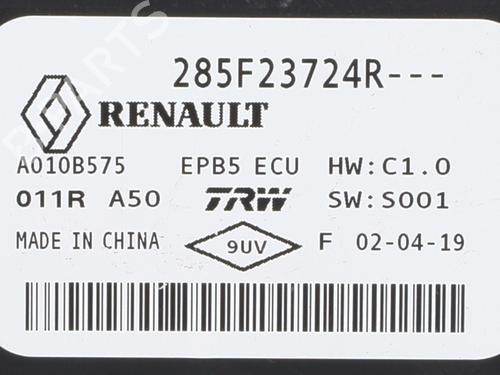 285F23724R---
RENAULT
A010B575 EPB5 ECU HW:C1.0
011R A50 TRW SW:S001
MADE IN CHINA 9UV F 02-04-19